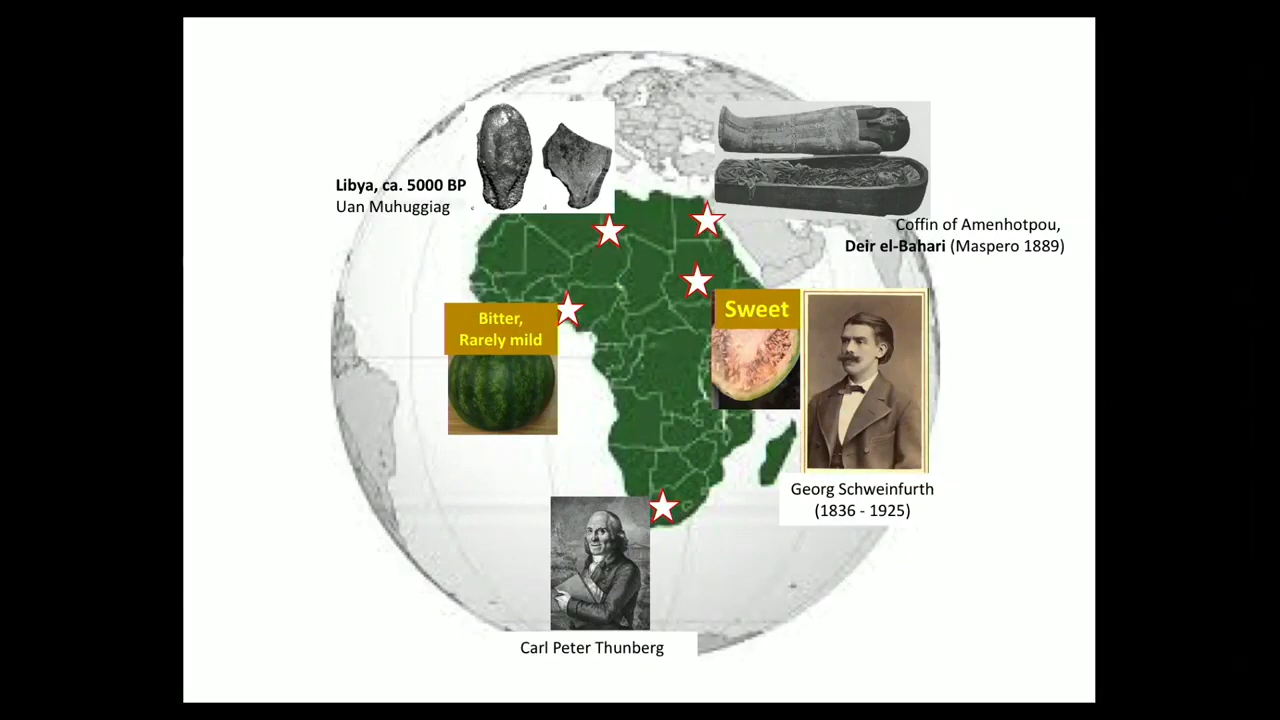 Libya, ca. 5000 BP
Uan Muhuggiag
c
d
Coffin of Amenhotpou,
Deir el-Bahari (Maspero 1889)
Bitter,
Rarely mild
Sweet
Georg Schweinfurth
(1836 - 1925)
Carl Peter Thunberg